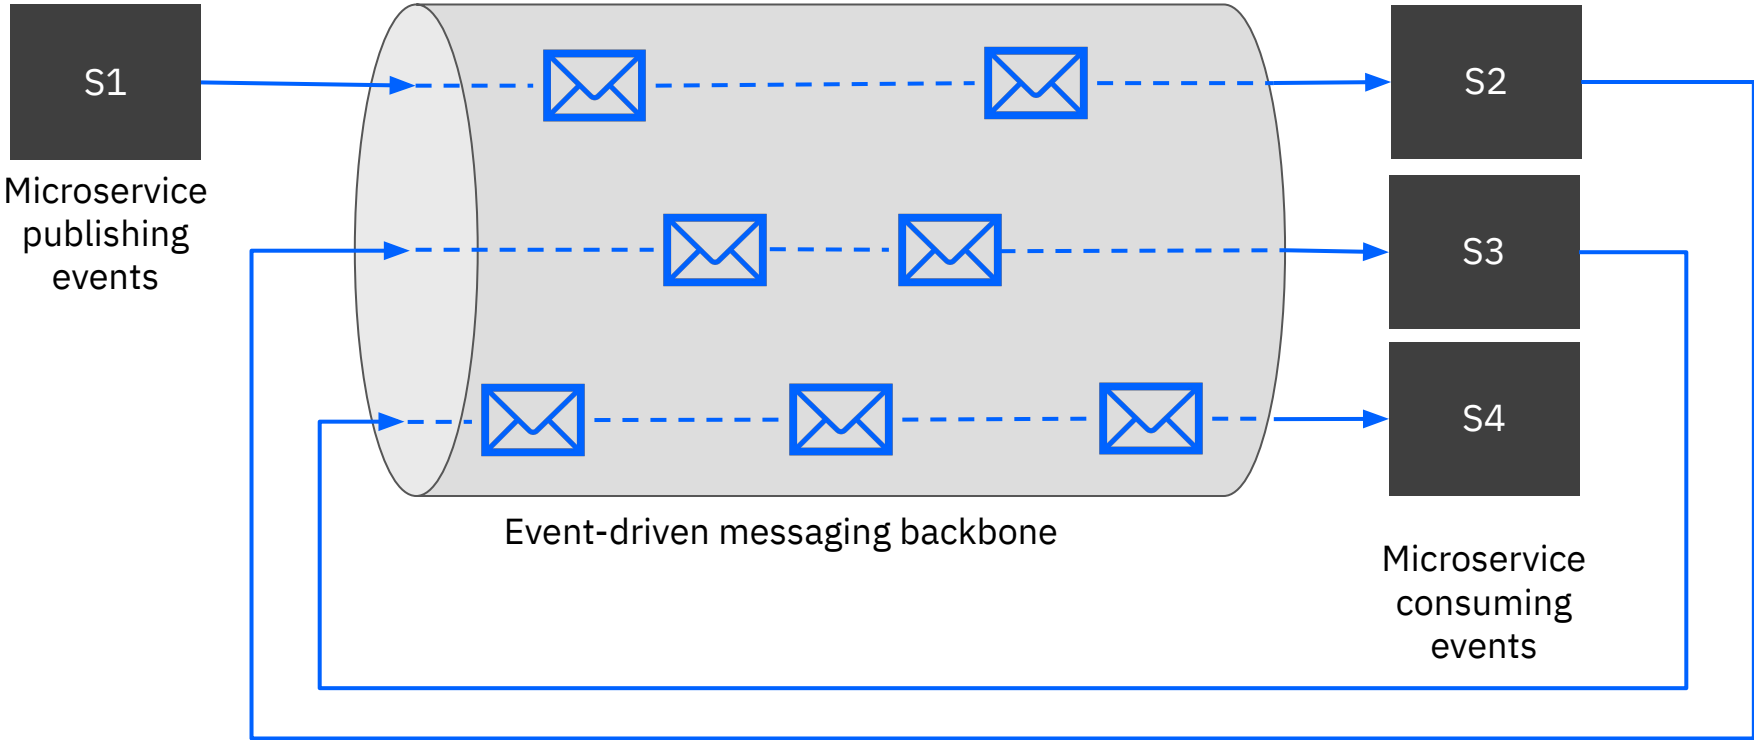 S1
Microservice
publishing
events
S2
S3
S4
Event-driven messaging backbone
Microservice
consuming
events